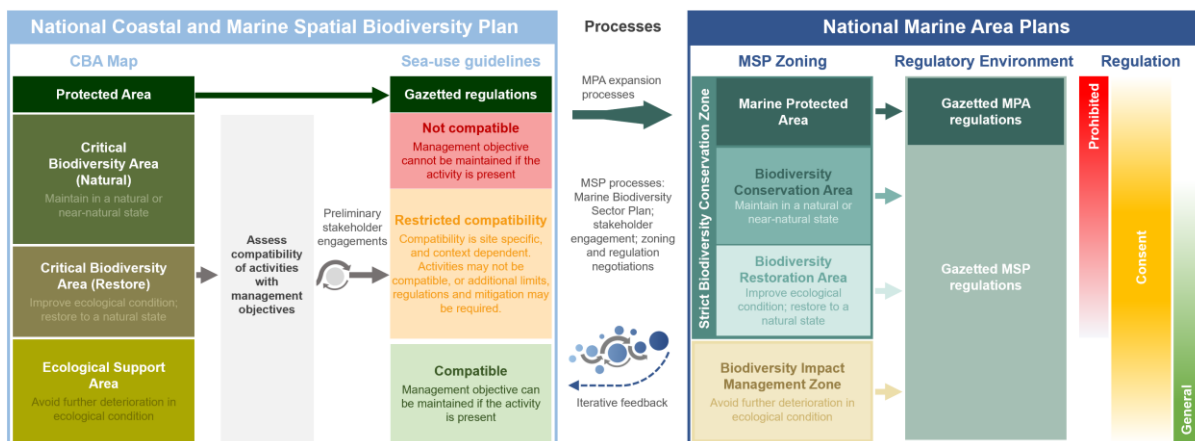 National Coastal and Marine Spatial Biodiversity Plan
CBA Map
Sea-use guidelines
Protected Area
Gazetted regulations
Critical
Biodiversity Area
(Natural)
Maintain in a natural or
near-natural state
Critical Biodiversity
Area (Restore)
Improve ecological condition;
restore to a natural state
Ecological Support
Area
Avoid further deterioration in
ecological condition
Assess
compatibility
of activities
with
management
objectives
Preliminary
stakeholder
engagements
Not compatible
Management objective
cannot be maintained if the
activity is present
Restricted compatibility
Compatibility is site specific,
and context dependent.
Activities may not be
compatible, or additional limits,
regulations and mitigation may
be required.
Compatible
Management objective can
be maintained if the activity
is present
Processes
MPA expansion
processes
MSP processes:
Marine Biodiversity
Sector Plan;
stakeholder
engagement; zoning
and regulation
negotiations
Iterative feedback
National Marine Area Plans
MSP Zoning
Regulatory Environment
Regulation
Strict Biodiversity Conservation Zone
Marine Protected
Area
Biodiversity
Conservation Area
Maintain in a natural or
near-natural state
Biodiversity
Restoration Area
Improve ecological
condition; restore to a
natural state
Biodiversity Impact
Management Zone
Avoid further deterioration in
ecological condition
Gazetted MPA
regulations
Gazetted MSP
regulations
Prohibited
Consent
General